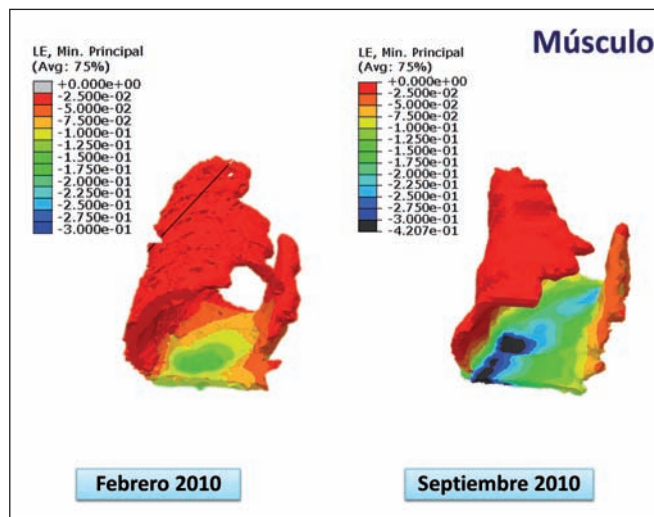 Músculo
LE, Min. Principal
(Avg: 75%)
+0.000e+00
-2.500e-02
-5.000e-02
-7.500e-02
-1.000e-01
-1.250e-01
-1.500e-01
-1.750e-01
-2.000e-01
-2.250e-01
-2.500e-01
-2.750e-01
-3.000e-01
LE, Min. Principal
(Avg: 75%)
+0.000e+00
-2.500e-02
-5.000e-02
-7.500e-02
-1.000e-01
-1.250e-01
-1.500e-01
-1.750e-01
-2.000e-01
-2.250e-01
-2.500e-01
-2.750e-01
-3.000e-01
-4.207e-01
Febrero 2010
Septiembre 2010